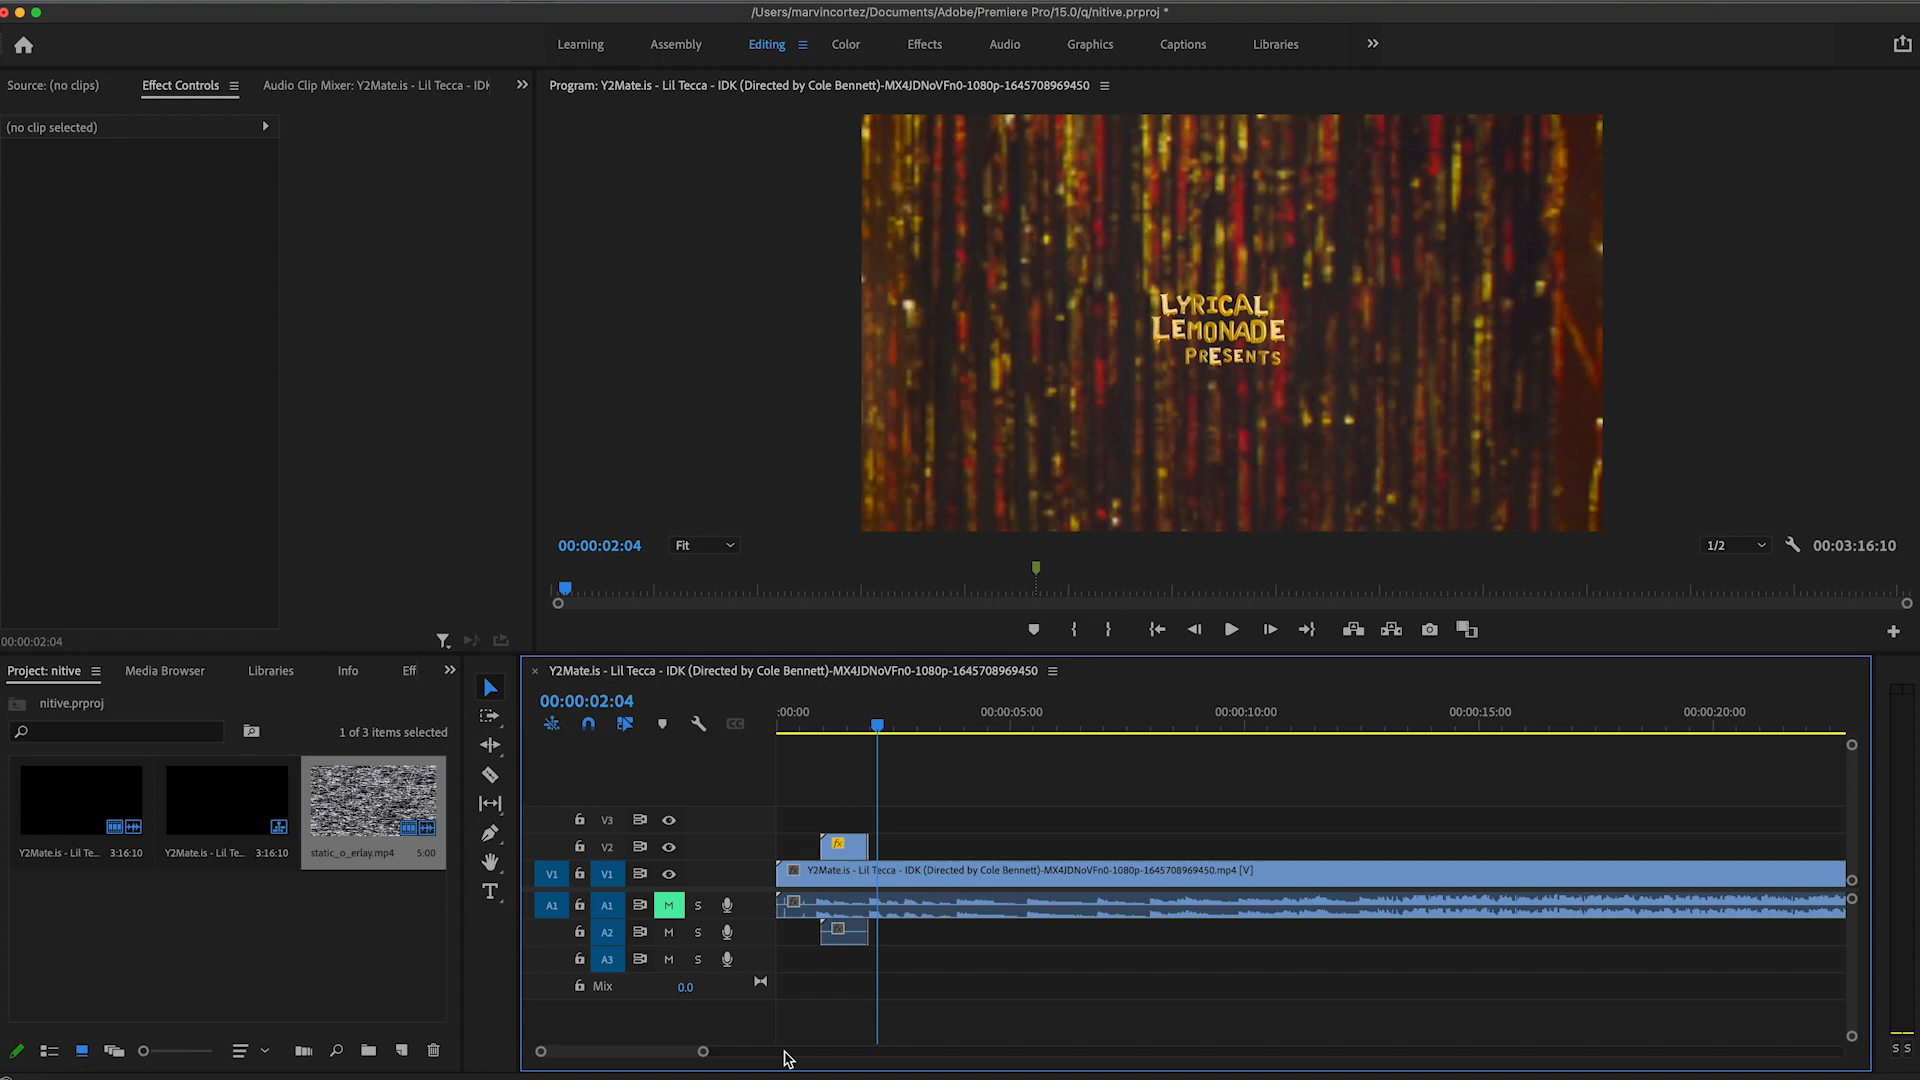 /Users/marvincortez/Documents/Adobe/Premiere Pro/15.0/q/nitive.prproj *
Learning Assembly Editing Color Effects Audio Graphics Captions Libraries
Source: (no clips) Effect Controls Audio Clip Mixer: Y2Mate.is - Lil Tecca - IDK
Program: Y2Mate.is - Lil Tecca - IDK (Directed by Cole Bennett)-MX4JDNoVFn0-1080p-1645708969450
(no clip selected)
LYRICAL
LEMONADE
PRESENTS
00:00:02:04 Fit 1/2 00:03:16:10
00:00:02:04
Project: nitive Media Browser Libraries Info Eff
Y2Mate.is - Lil Tecca - IDK (Directed by Cole Bennett)-MX4JDNoVFn0-1080p-1645708969450
nitive.prproj
1 of 3 items selected
Y2Mate.is - Lil Te... 3:16:10
Y2Mate.is - Lil Te... 3:16:10
static_o_erlay.mp4 5:00
00:00:02:04
:00:00 00:00:05:00 00:00:10:00 00:00:15:00 00:00:20:00
V3
V2 fx
V1 V1 fx Y2Mate.is - Lil Tecca - IDK (Directed by Cole Bennett)-MX4JDNoVFn0-1080p-1645708969450.mp4 [V]
A1 A1 M S fx
A2 M S fx
A3 M S
Mix 0.0
S S